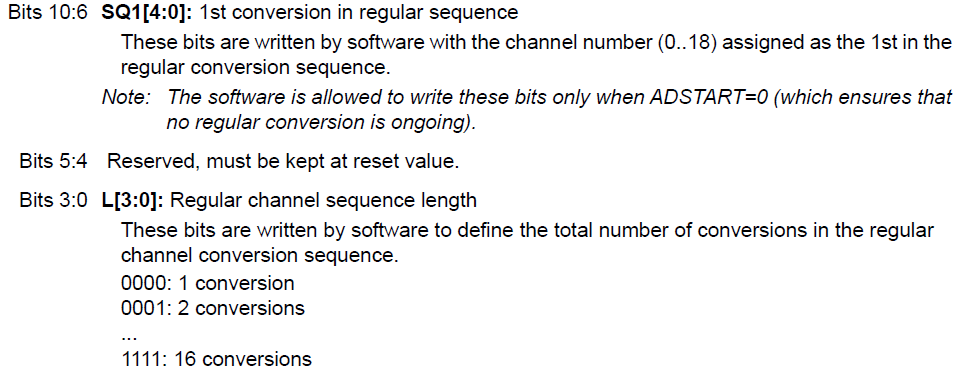 Bits 10:6 SQ1[4:0]: 1st conversion in regular sequence
These bits are written by software with the channel number (0..18) assigned as the 1st in the
regular conversion sequence.
Note: The software is allowed to write these bits only when ADSTART=0 (which ensures that
no regular conversion is ongoing).
Bits 5:4 Reserved, must be kept at reset value.
Bits 3:0 L[3:0]: Regular channel sequence length
These bits are written by software to define the total number of conversions in the regular
channel conversion sequence.
0000: 1 conversion
0001: 2 conversions
...
1111: 16 conversions